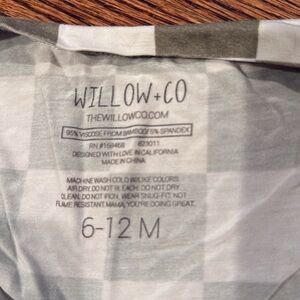 WILLOW+CO
THEWILLOWCO.COM
95% VISCOSE FROM BAMBOO/5% SPANDEX
RN #159468 823011
DESIGNED WITH LOVE IN CALIFORNIA
MADE IN CHINA
MACHINE WASH COLD W/LIKE COLORS.
AIR DRY. DO NOT BLEACH. DO NOT DRY
CLEAN. DO NOT IRON. WEAR SNUG-FIT. NOT
FLAME RESISTANT. MAMA, YOU'RE DOING GREAT.
6-12 M